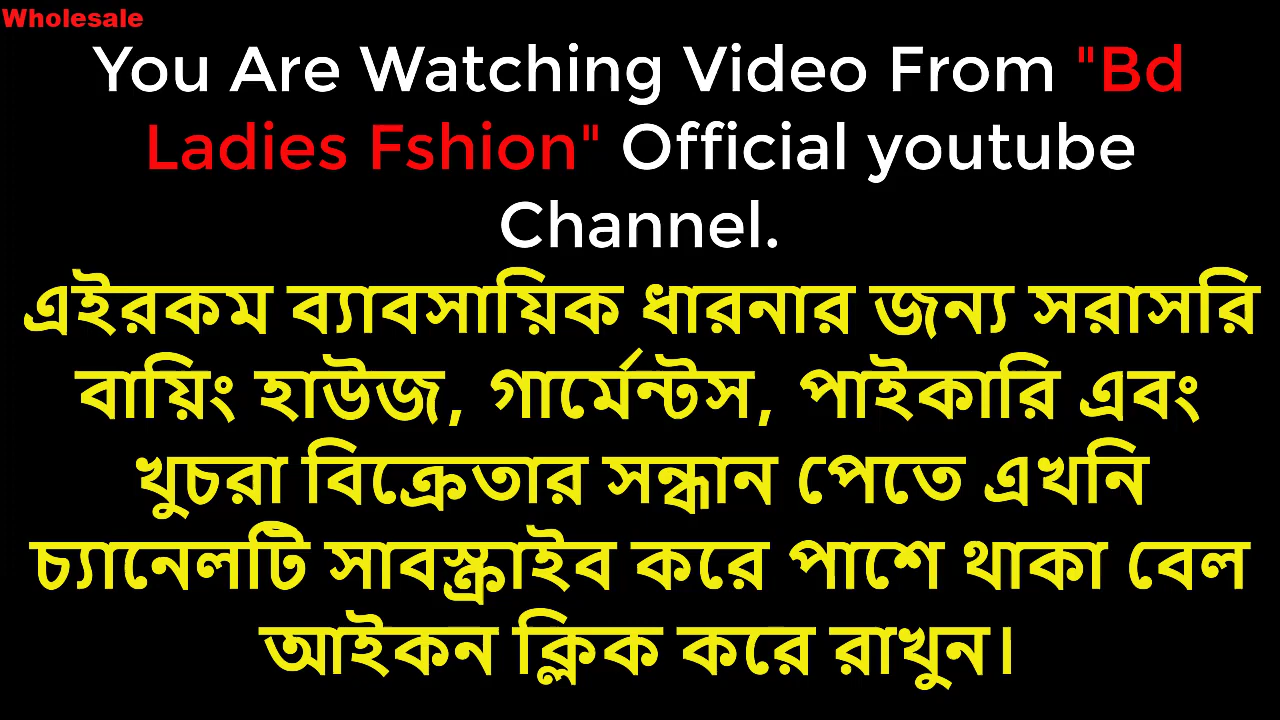 Wholesale
You Are Watching Video From "Bd
Ladies Fshion" Official youtube
Channel.
এইরকম ব্যাবসায়িক ধারনার জন্য সরাসরি
বায়িং হাউজ, গার্মেন্টস, পাইকারি এবং
খুচরা বিক্রেতার সন্ধান পেতে এখনি
চ্যানেলটি সাবস্ক্রাইব করে পাশে থাকা বেল
আইকন ক্লিক করে রাখুন।